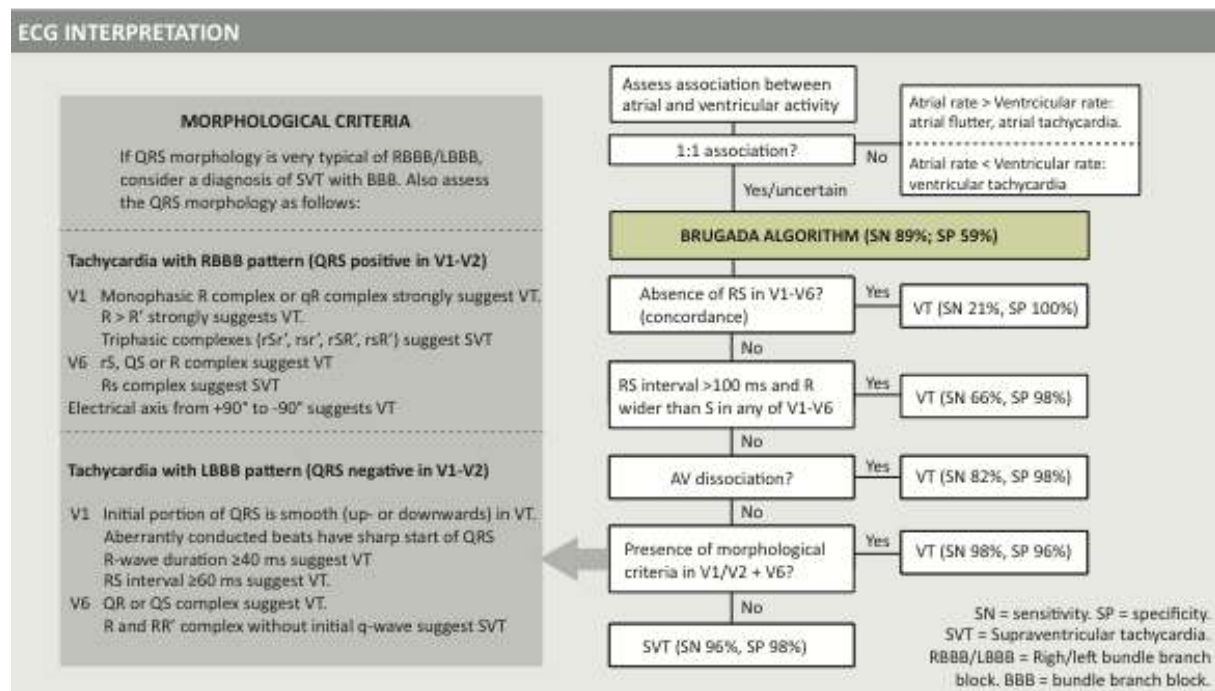 ECG INTERPRETATION
MORPHOLOGICAL CRITERIA
If QRS morphology is very typical of RBBB/LBBB,
consider a diagnosis of SVT with BBB. Also assess
the QRS morphology as follows:
Tachycardia with RBBB pattern (QRS positive in V1-V2)
V1 Monophasic R complex or qR complex strongly suggest VT.
R > R' strongly suggests VT.
Triphasic complexes (rSr', rsr', rSR', rsR') suggest SVT
V6 rS, QS or R complex suggest VT
Rs complex suggest SVT
Electrical axis from +90° to -90° suggests VT
Tachycardia with LBBB pattern (QRS negative in V1-V2)
V1 Initial portion of QRS is smooth (up- or downwards) in VT.
Aberrantly conducted beats have sharp start of QRS
R-wave duration ≥40 ms suggest VT
RS interval ≥60 ms suggest VT.
V6 QR or QS complex suggest VT.
R and RR' complex without initial q-wave suggest SVT
Assess association between
atrial and ventricular activity
1:1 association?
No
Atrial rate > Ventrcicular rate:
atrial flutter, atrial tachycardia.
Atrial rate < Ventricular rate:
ventricular tachycardia
Yes/uncertain
BRUGADA ALGORITHM (SN 89%; SP 59%)
Absence of RS in V1-V6?
(concordance)
Yes
VT (SN 21%, SP 100%)
No
RS interval >100 ms and R
wider than S in any of V1-V6
Yes
VT (SN 66%, SP 98%)
No
AV dissociation?
Yes
VT (SN 82%, SP 98%)
No
Presence of morphological
criteria in V1/V2 + V6?
Yes
VT (SN 98%, SP 96%)
No
SVT (SN 96%, SP 98%)
SN = sensitivity. SP = specificity.
SVT = Supraventricular tachycardia.
RBBB/LBBB = Righ/left bundle branch
block. BBB = bundle branch block.